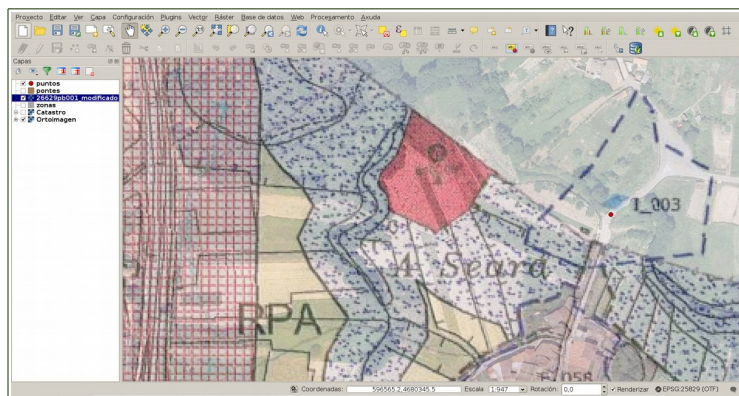 Proyecto Editar Ver Capa Configuración Plugins Vector Ráster Base de datos Web Procesamiento Ayuda
Capas
puntos
pontes
26629pb001_modificado
zonas
Catastro
Ortoimagen
I_003
A Seara
RPA
E_058
Coordenadas: 596565.2,4680345.5 Escala 1:947 Rotación: 0,0 Renderizar EPSG:25829 (OTF)